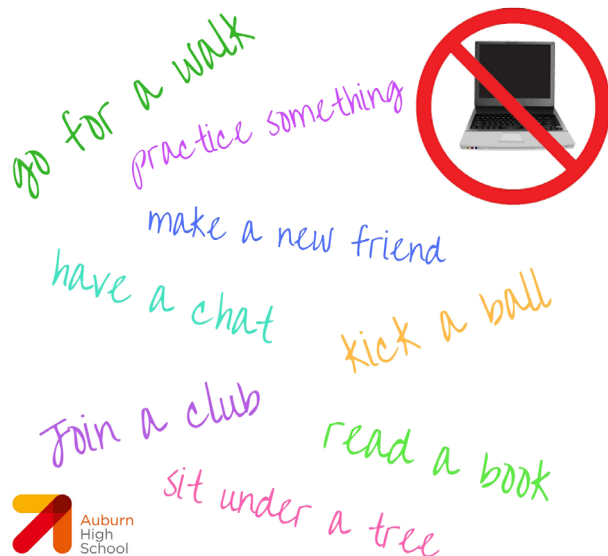 go for a walk
practice something
make a new friend
have a chat
kick a ball
Join a club
read a book
sit under a tree
Auburn
High
School